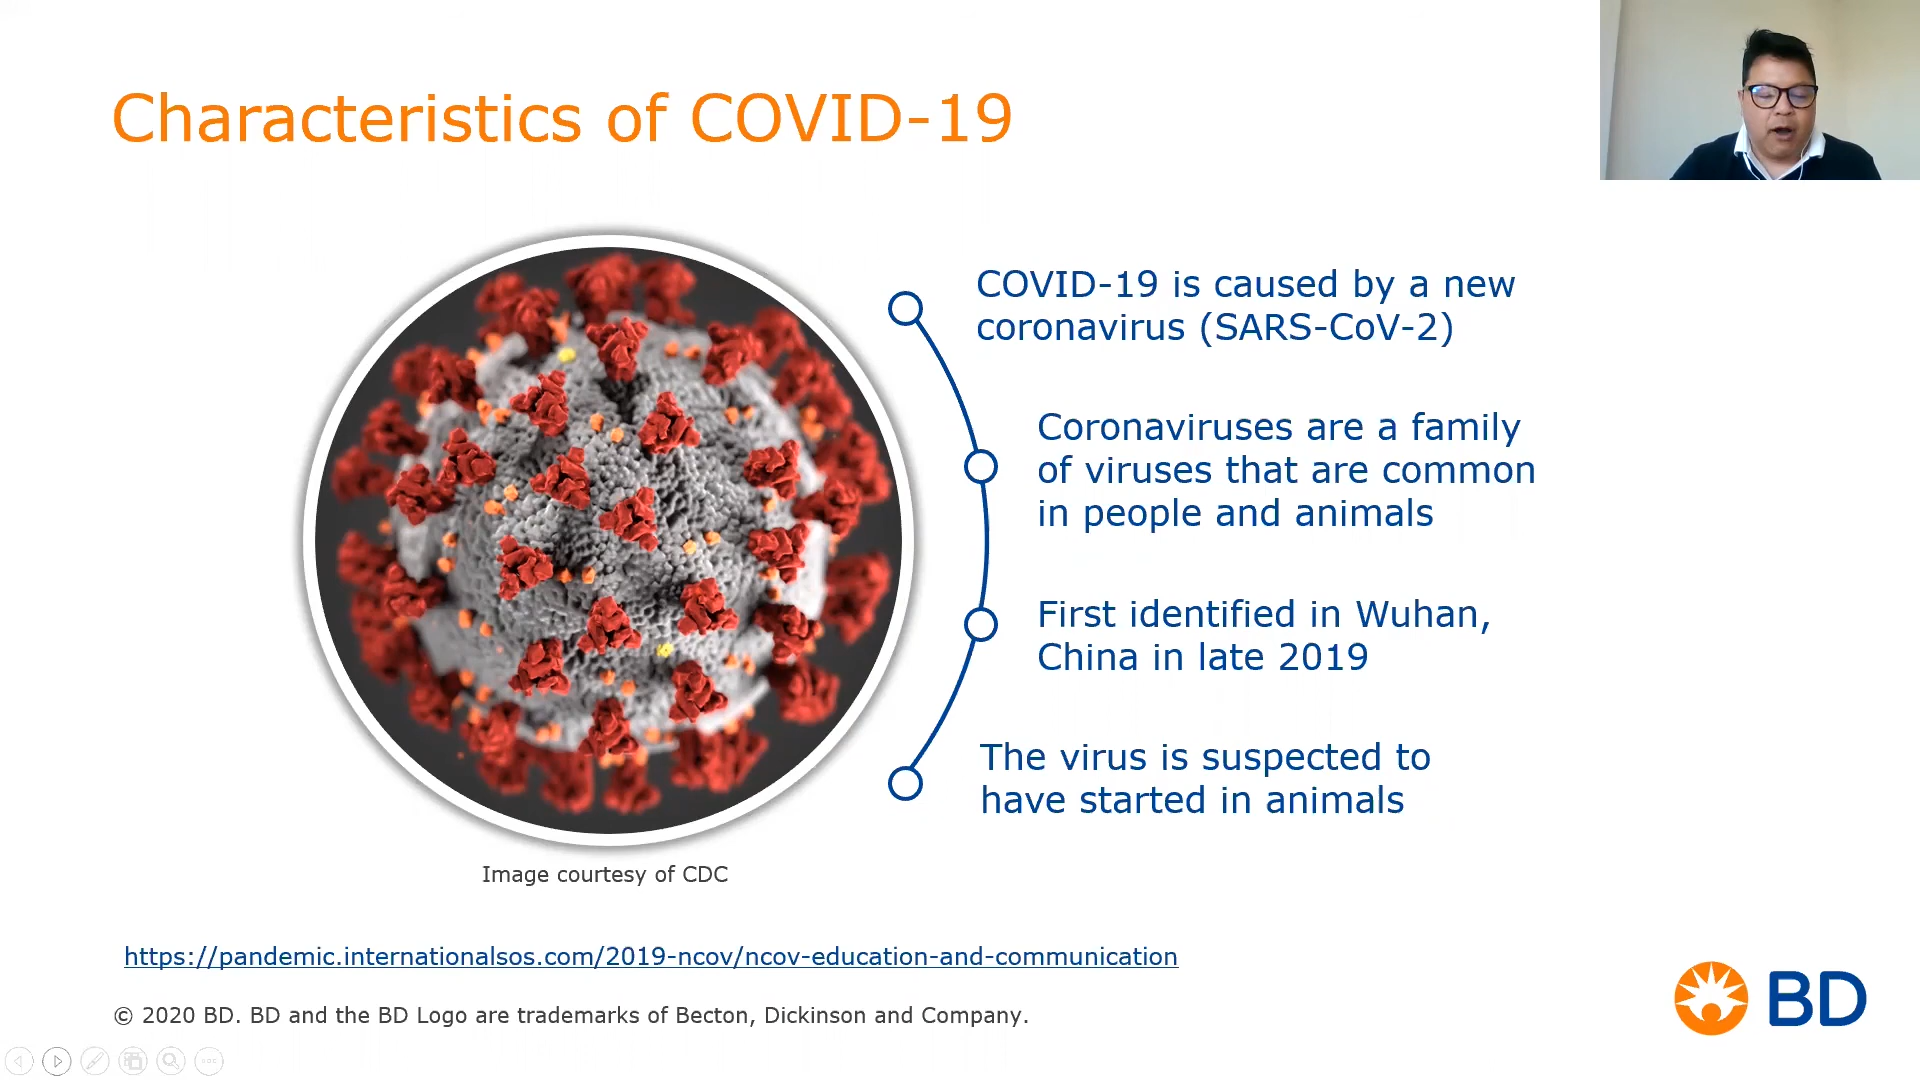 Characteristics of COVID-19
COVID-19 is caused by a new
coronavirus (SARS-CoV-2)
Coronaviruses are a family
of viruses that are common
in people and animals
First identified in Wuhan,
China in late 2019
The virus is suspected to
have started in animals
Image courtesy of CDC
https://pandemic.internationalsos.com/2019-ncov/ncov-education-and-communication
© 2020 BD. BD and the BD Logo are trademarks of Becton, Dickinson and Company.
BD